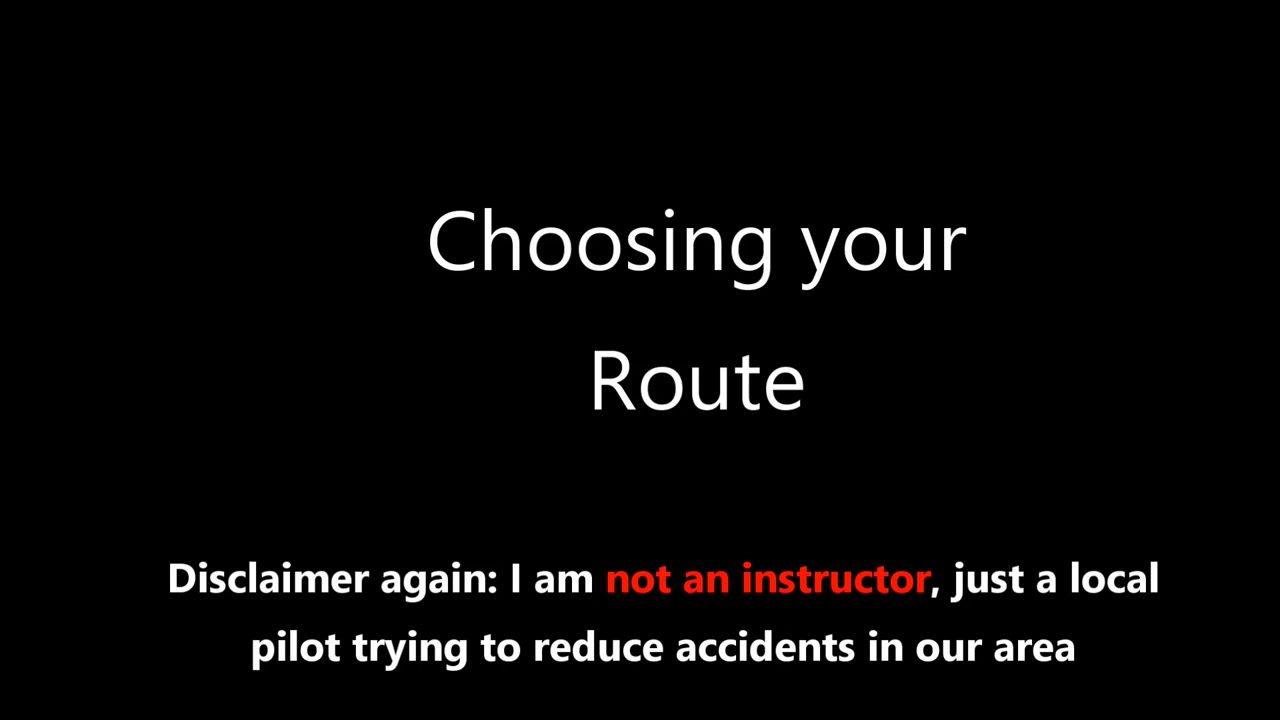 Choosing your
Route
Disclaimer again: I am not an instructor, just a local
pilot trying to reduce accidents in our area